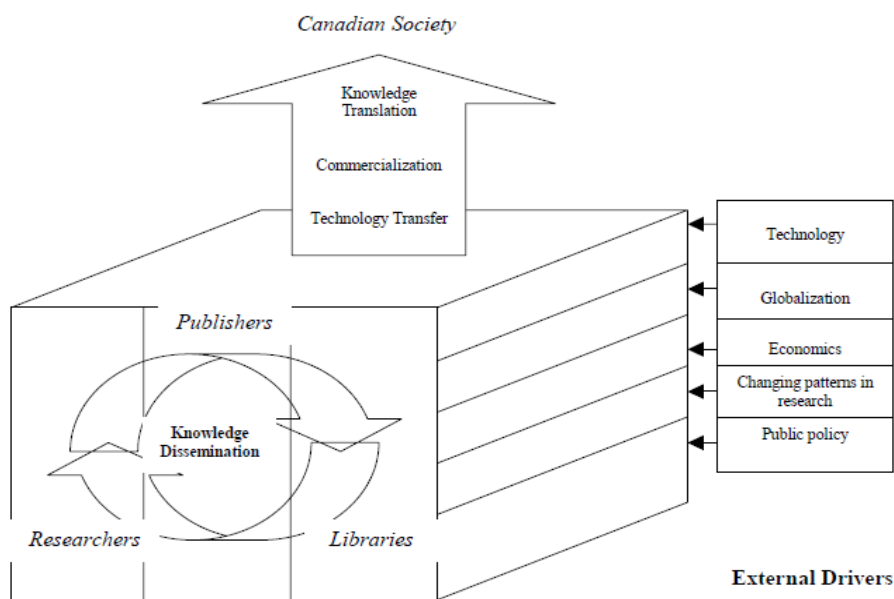 Canadian Society
Knowledge
Translation
Commercialization
Technology Transfer
Technology
Globalization
Economics
Changing patterns in
research
Public policy
Publishers
Knowledge
Dissemination
Researchers
Libraries
External Drivers